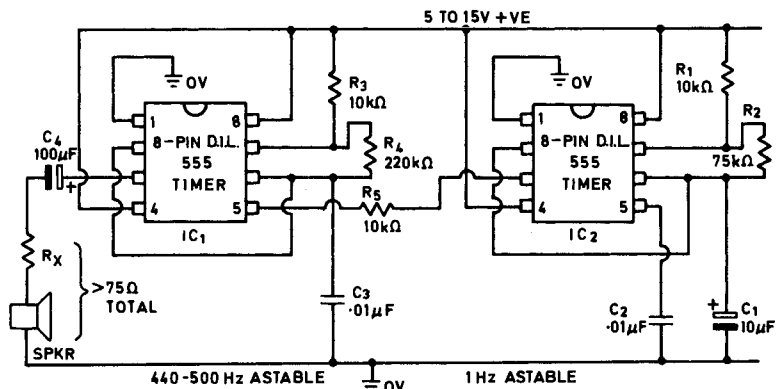 5 TO 15V +VE
0V
R3
10kΩ
R4
220kΩ
1
8
8-PIN D.I.L.
555
TIMER
4
5
IC1
C4
100µF
+
RX
>75Ω
TOTAL
SPKR
R5
10kΩ
C3
.01µF
0V
R1
10kΩ
R2
75kΩ
1
8
8-PIN D.I.L.
555
TIMER
4
5
IC2
C2
.01µF
+
C1
10µF
440-500 Hz ASTABLE
0V
1Hz ASTABLE